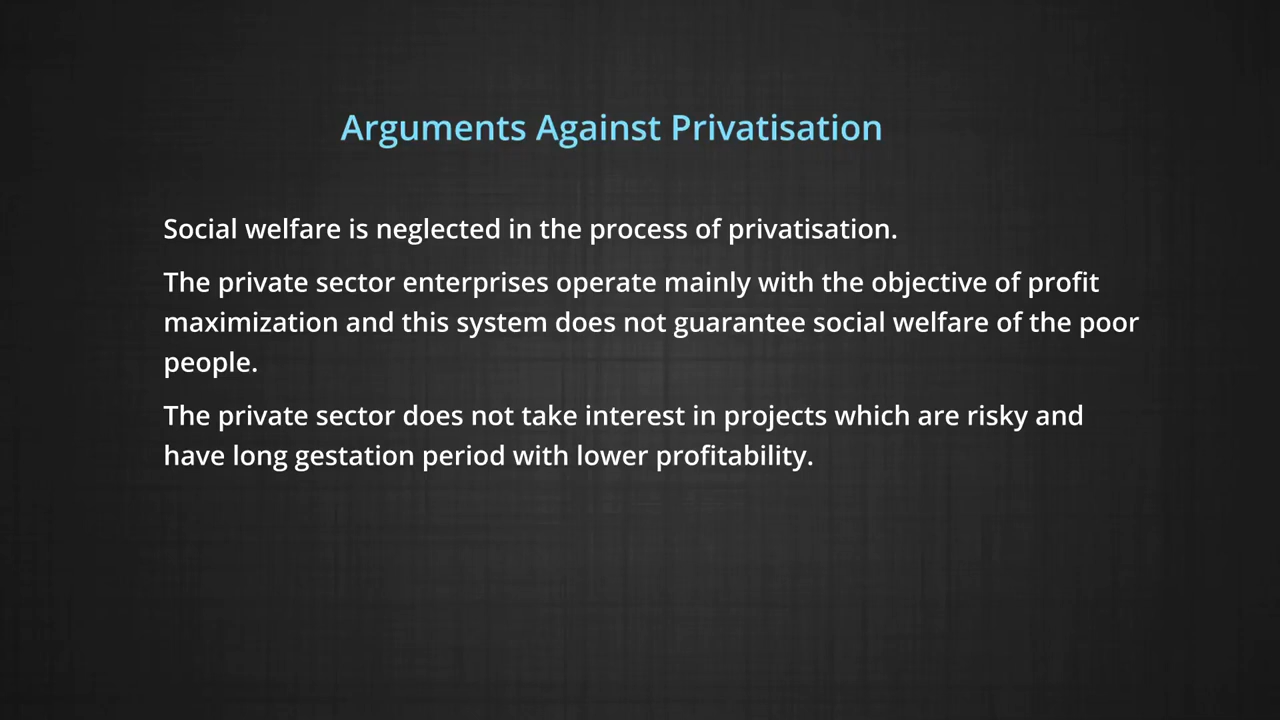 Arguments Against Privatisation
Social welfare is neglected in the process of privatisation.
The private sector enterprises operate mainly with the objective of profit
maximization and this system does not guarantee social welfare of the poor
people.
The private sector does not take interest in projects which are risky and
have long gestation period with lower profitability.